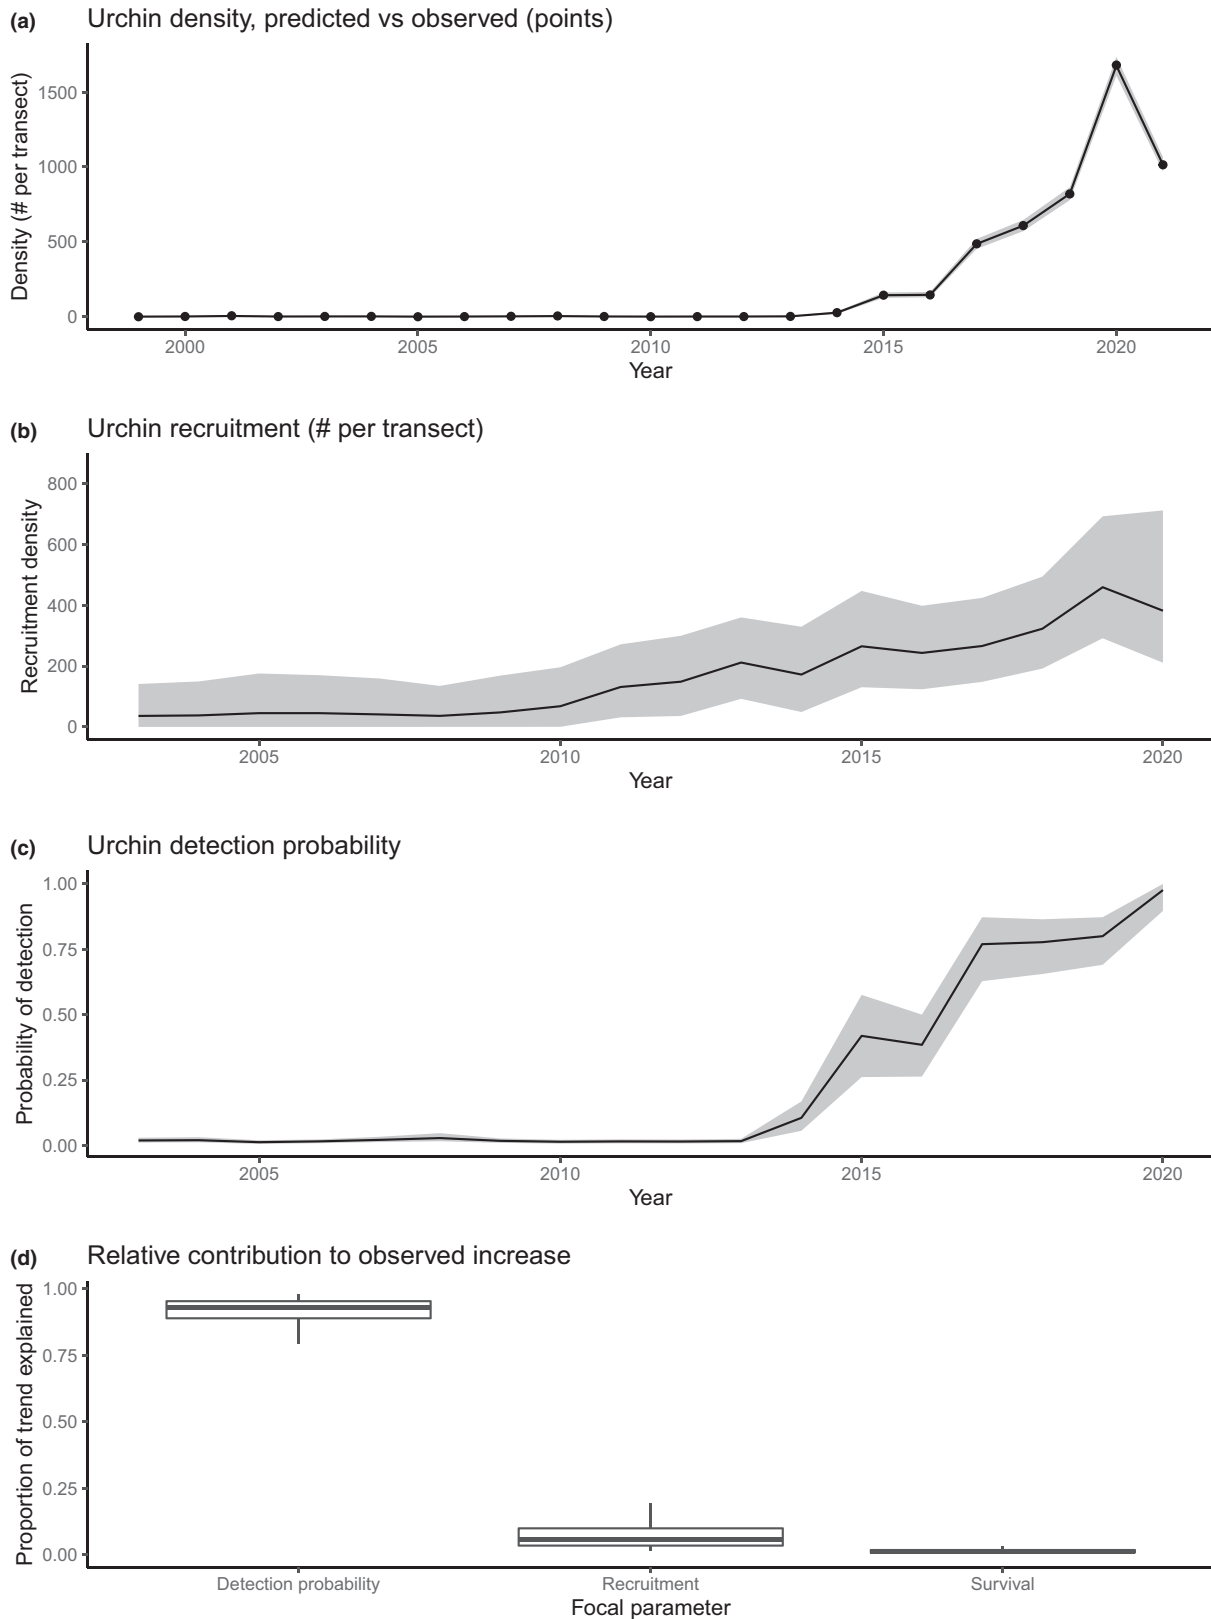 (a) Urchin density, predicted vs observed (points)
Density (# per transect)
1500
1000
500
0
2000 2005 2010 2015 2020
Year
(b) Urchin recruitment (# per transect)
Recruitment density
800
600
400
200
0
2005 2010 2015 2020
Year
(c) Urchin detection probability
Probability of detection
1.00
0.75
0.50
0.25
0.00
2005 2010 2015 2020
Year
(d) Relative contribution to observed increase
Proportion of trend explained
1.00
0.75
0.50
0.25
0.00
Detection probability Recruitment Survival
Focal parameter